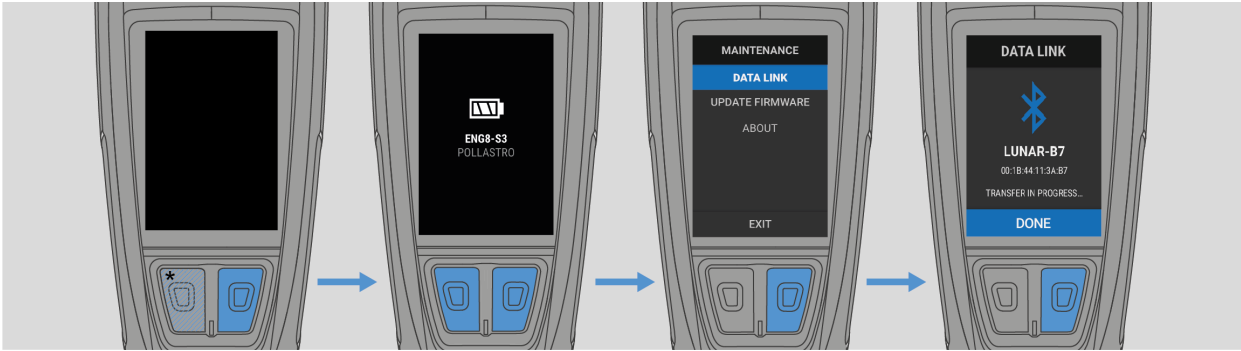 *
ENG8-S3
POLLASTRO
MAINTENANCE
DATA LINK
UPDATE FIRMWARE
ABOUT
EXIT
DATA LINK
LUNAR-B7
00:1B:44:11:3A:B7
TRANSFER IN PROGRESS...
DONE